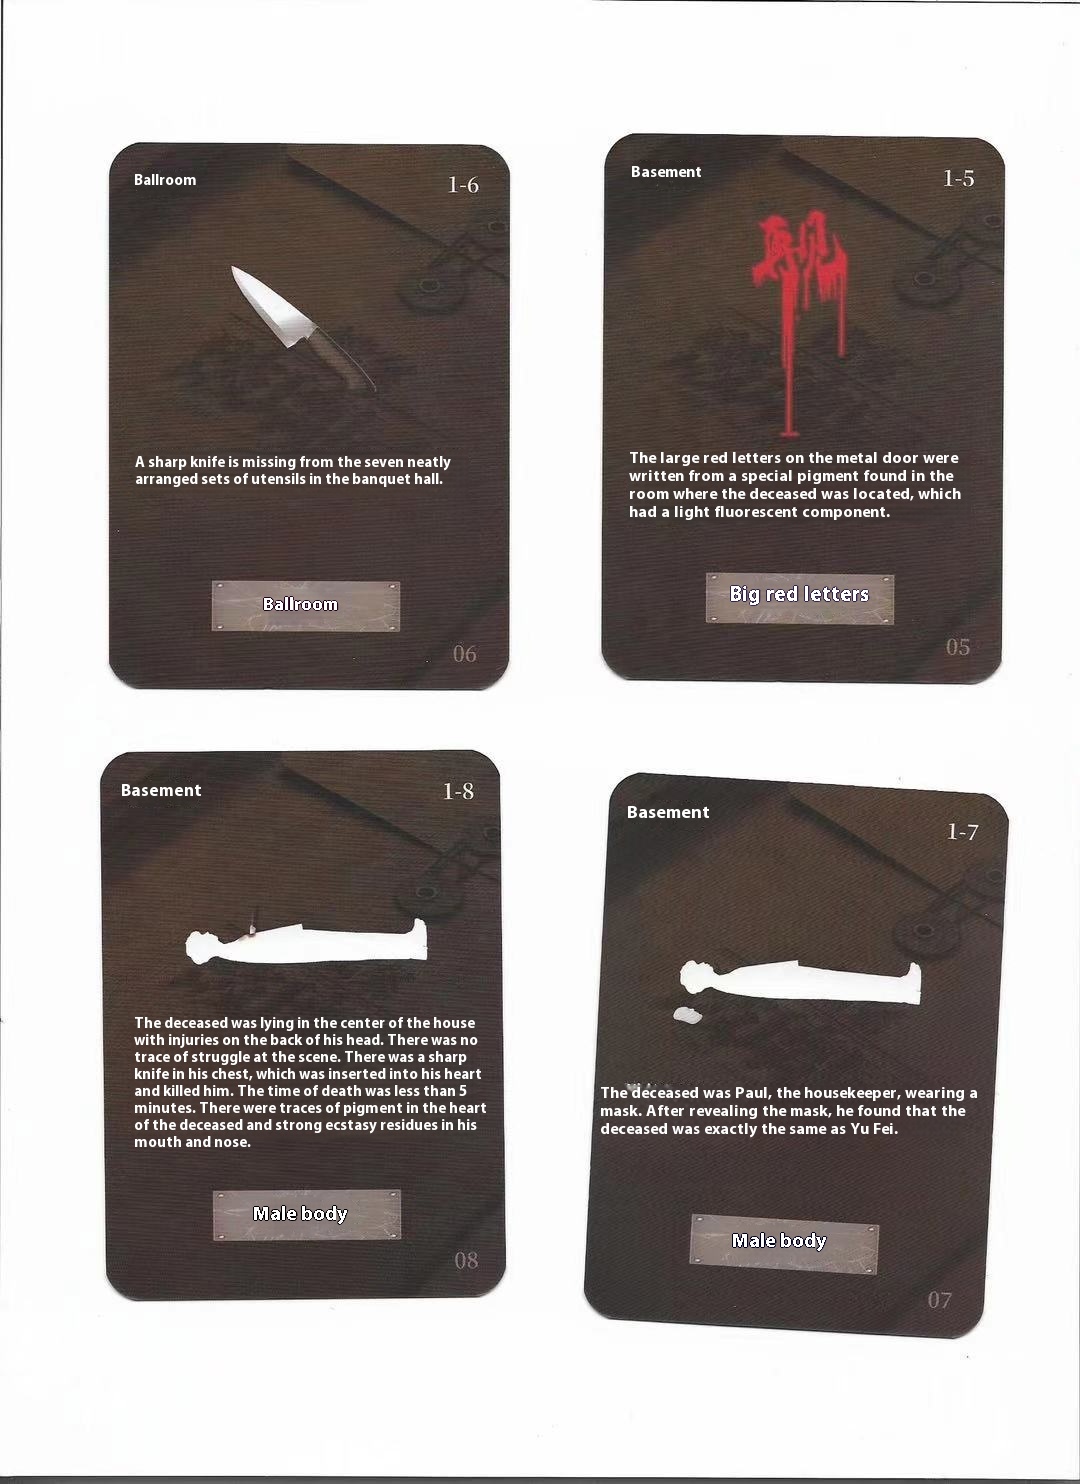 Ballroom
1-6
A sharp knife is missing from the seven neatly
arranged sets of utensils in the banquet hall.
Ballroom
06
Basement
1-5
The large red letters on the metal door were
written from a special pigment found in the
room where the deceased was located, which
had a light fluorescent component.
Big red letters
05
Basement
1-8
The deceased was lying in the center of the house
with injuries on the back of his head. There was no
trace of struggle at the scene. There was a sharp
knife in his chest, which was inserted into his heart
and killed him. The time of death was less than 5
minutes. There were traces of pigment in the heart
of the deceased and strong ecstasy residues in his
mouth and nose.
Male body
08
Basement
1-7
The deceased was Paul, the housekeeper, wearing a
mask. After revealing the mask, he found that the
deceased was exactly the same as Yu Fei.
Male body
07